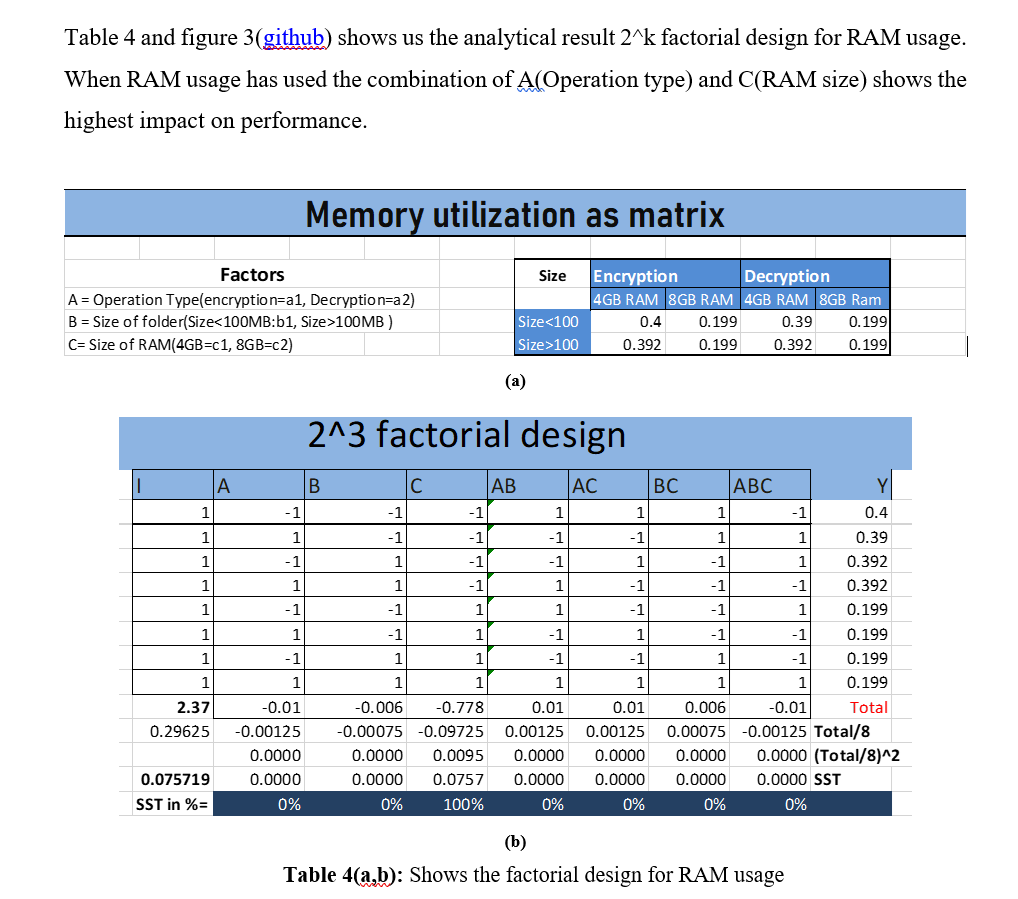 Table 4 and figure 3(github) shows us the analytical result 2^k factorial design for RAM usage.
When RAM usage has used the combination of A(Operation type) and C(RAM size) shows the
highest impact on performance.
Memory utilization as matrix
Factors Size Encryption Decryption
A = Operation Type(encryption=a1, Decryption=a2) 4GB RAM 8GB RAM 4GB RAM 8GB Ram
B = Size of folder(Size<100MB:b1, Size>100MB ) Size<100 0.4 0.199 0.39 0.199
C= Size of RAM(4GB=c1, 8GB=c2) Size>100 0.392 0.199 0.392 0.199
(a)
2^3 factorial design
I A B C AB AC BC ABC Y
1 -1 -1 -1 1 1 1 -1 0.4
1 1 -1 -1 -1 -1 1 1 0.39
1 -1 1 -1 -1 1 -1 1 0.392
1 1 1 -1 1 -1 -1 -1 0.392
1 -1 -1 1 1 -1 -1 1 0.199
1 1 -1 1 -1 1 -1 -1 0.199
1 -1 1 1 -1 -1 1 -1 0.199
1 1 1 1 1 1 1 1 0.199
2.37 -0.01 -0.006 -0.778 0.01 0.01 0.006 -0.01 Total
0.29625 -0.00125 -0.00075 -0.09725 0.00125 0.00125 0.00075 -0.00125 Total/8
0.0000 0.0000 0.0095 0.0000 0.0000 0.0000 0.0000 (Total/8)^2
0.075719 0.0000 0.0000 0.0757 0.0000 0.0000 0.0000 0.0000 SST
SST in %= 0% 0% 100% 0% 0% 0% 0%
(b)
Table 4(a,b): Shows the factorial design for RAM usage